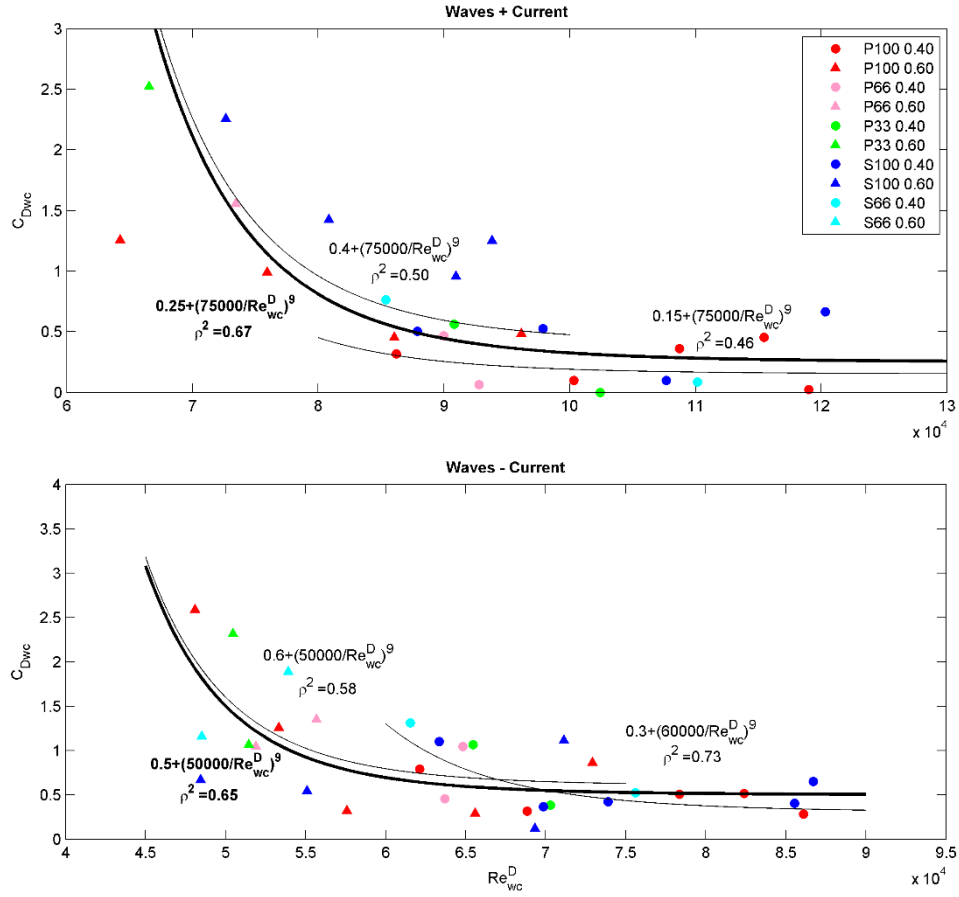 Waves + Current
3
2.5
2
1.5
1
0.5
0
C_Dwc
P100 0.40
P100 0.60
P66 0.40
P66 0.60
P33 0.40
P33 0.60
S100 0.40
S100 0.60
S66 0.40
S66 0.60
0.4+(75000/Re^D_wc)^9
ρ^2 =0.50
0.25+(75000/Re^D_wc)^9
ρ^2=0.67
0.15+(75000/Re^D_wc)^9
ρ^2 =0.46
6 7 8 9 10 11 12 13
x 10^4
Waves - Current
4
3.5
3
2.5
2
1.5
1
0.5
0
C_Dwc
0.6+(50000/Re^D_wc)^9
ρ^2 =0.58
0.5+(50000/Re^D_wc)^9
ρ^2=0.65
0.3+(60000/Re^D_wc)^9
ρ^2 =0.73
4 4.5 5 5.5 6 6.5 7 7.5 8 8.5 9 9.5
Re^D_wc
x 10^4